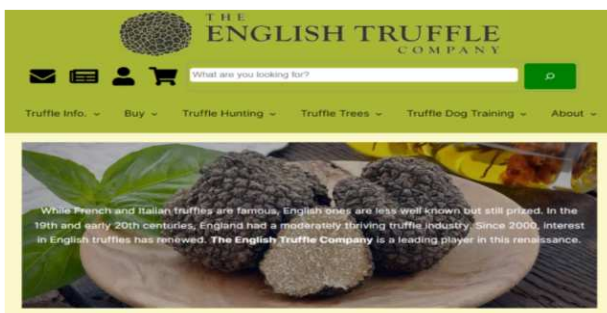 THE
ENGLISH TRUFFLE
COMPANY
What are you looking for?
Truffle Info. Buy Truffle Hunting Truffle Trees Truffle Dog Training About
While French and Italian truffles are famous, English ones are less well known but still prized. In the
19th and early 20th centuries, England had a moderately thriving truffle industry. Since 2000, interest
in English truffles has renewed. The English Truffle Company is a leading player in this renaissance.